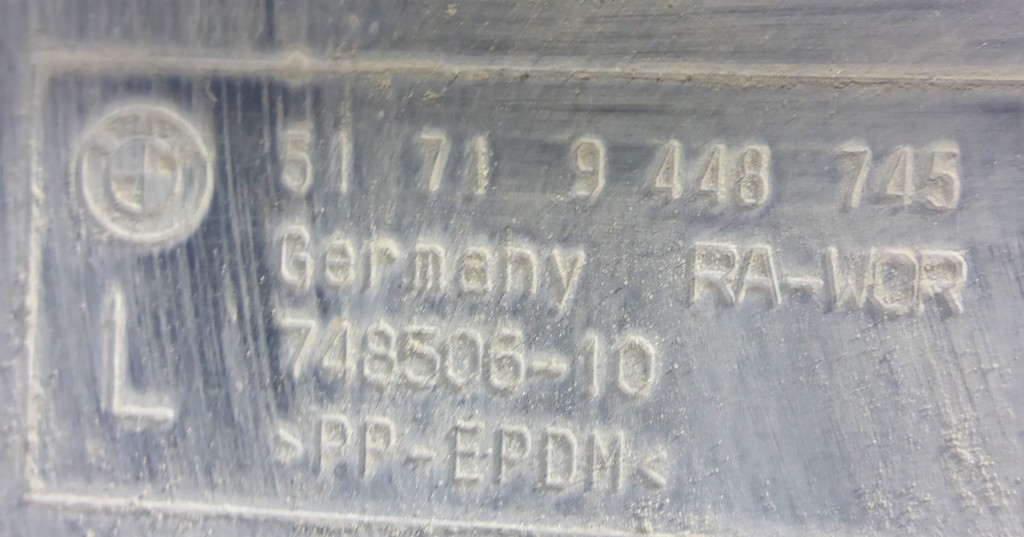 51 71 9 448 745
Germany RA-WOR
L 748506-10
>PP-EPDM<